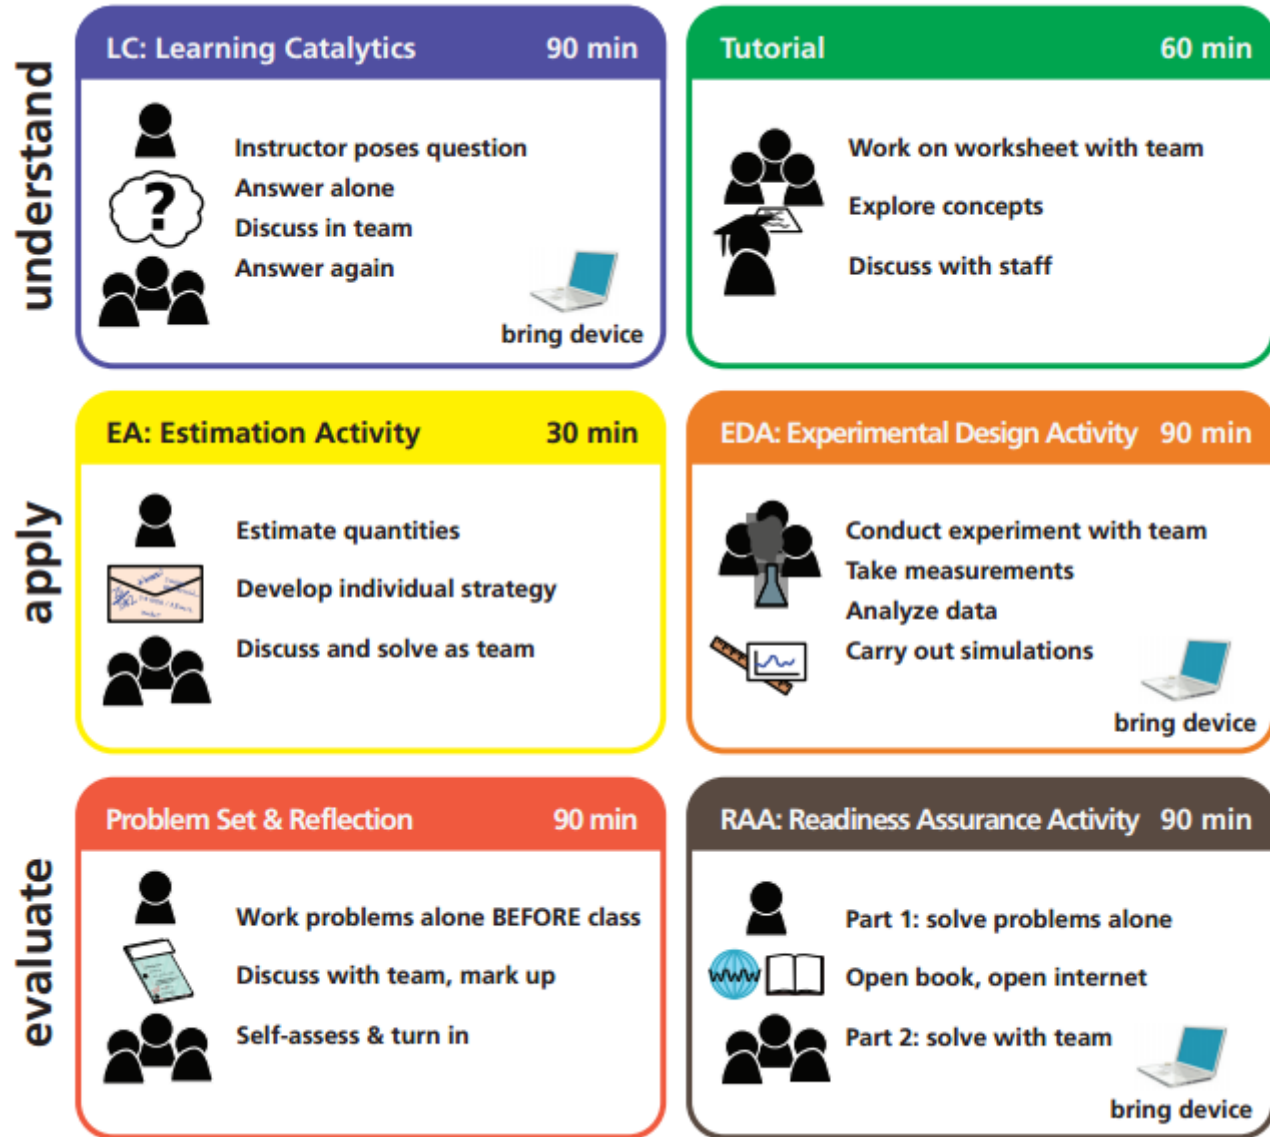 understand
LC: Learning Catalytics 90 min
Instructor poses question
?
Answer alone
Discuss in team
Answer again
bring device
Tutorial 60 min
Work on worksheet with team
Explore concepts
Discuss with staff
apply
EA: Estimation Activity 30 min
Estimate quantities
Develop individual strategy
Discuss and solve as team
EDA: Experimental Design Activity 90 min
Conduct experiment with team
Take measurements
Analyze data
Carry out simulations
bring device
evaluate
Problem Set & Reflection 90 min
Work problems alone BEFORE class
Discuss with team, mark up
Self-assess & turn in
RAA: Readiness Assurance Activity 90 min
Part 1: solve problems alone
www
Open book, open internet
Part 2: solve with team
bring device